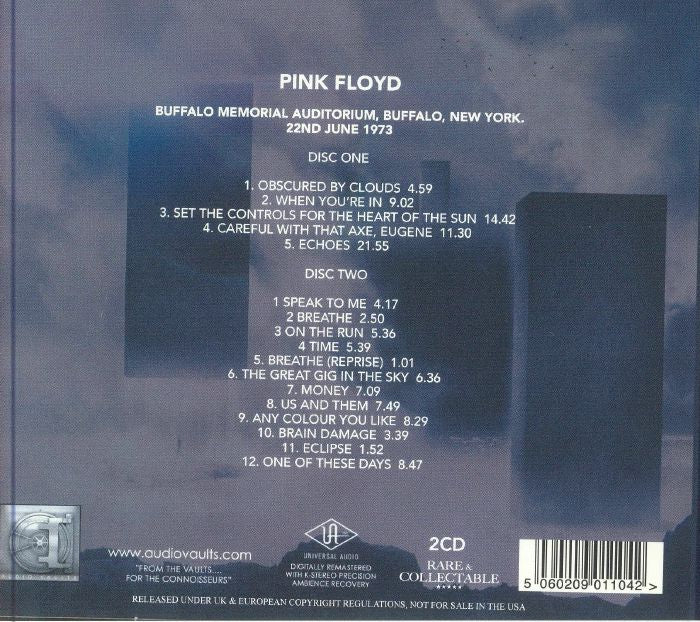 PINK FLOYD
BUFFALO MEMORIAL AUDITORIUM, BUFFALO, NEW YORK.
22ND JUNE 1973
DISC ONE
1. OBSCURED BY CLOUDS 4.59
2. WHEN YOU'RE IN 9.02
3. SET THE CONTROLS FOR THE HEART OF THE SUN 14.42
4. CAREFUL WITH THAT AXE, EUGENE 11.30
5. ECHOES 21.55
DISC TWO
1 SPEAK TO ME 4.17
2 BREATHE 2.50
3 ON THE RUN 5.36
4 TIME 5.39
5. BREATHE (REPRISE) 1.01
6. THE GREAT GIG IN THE SKY 6.36
7. MONEY 7.09
8. US AND THEM 7.49
9. ANY COLOUR YOU LIKE 8.29
10. BRAIN DAMAGE 3.39
11. ECLIPSE 1.52
12. ONE OF THESE DAYS 8.47
www.audiovaults.com
"FROM THE VAULTS....
FOR THE CONNOISSEURS"
UA
UNIVERSAL AUDIO
DIGITALLY REMASTERED
WITH K-STEREO PRECISION
AMBIENCE RECOVERY
2CD
RARE &
COLLECTABLE
*****
5 060209 011042 >
RELEASED UNDER UK & EUROPEAN COPYRIGHT REGULATIONS, NOT FOR SALE IN THE USA